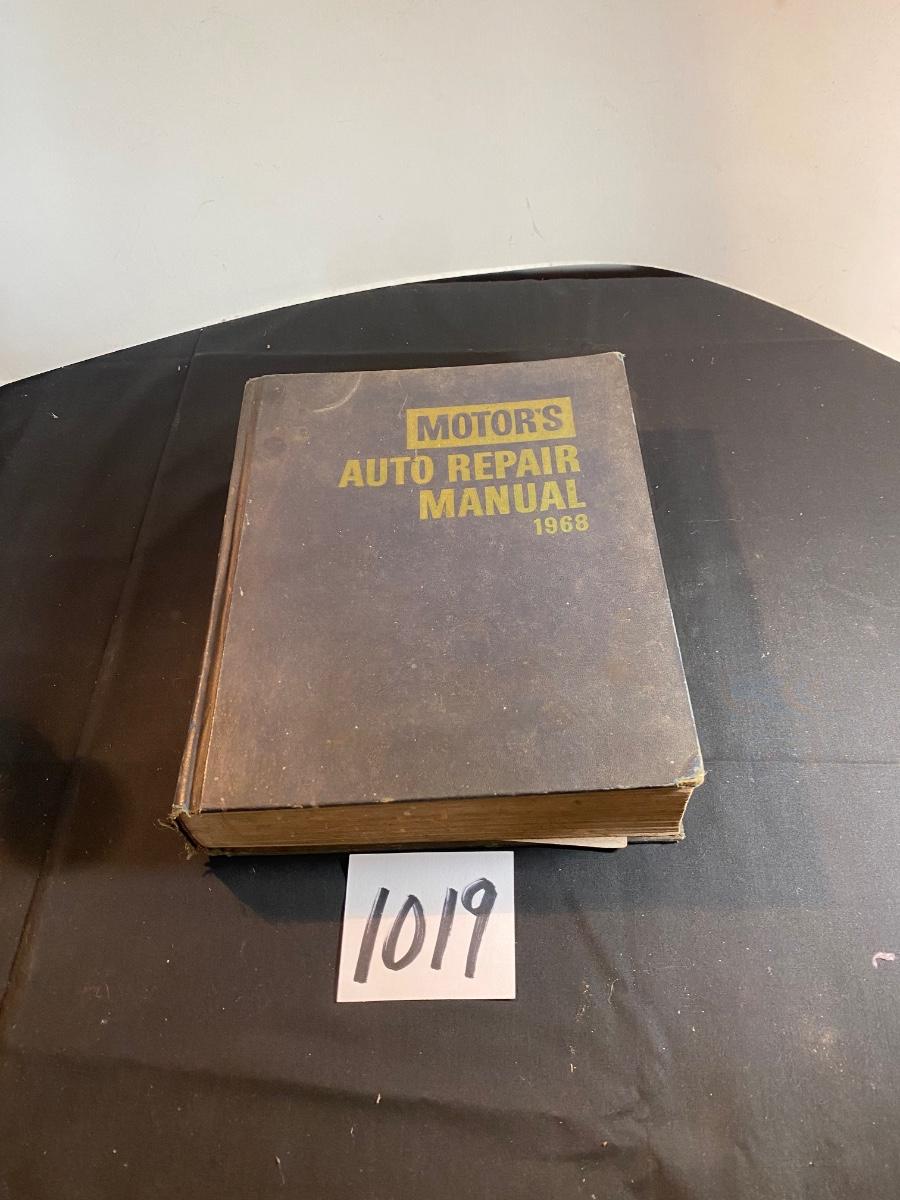 MOTOR'S
AUTO REPAIR
MANUAL
1968
1019